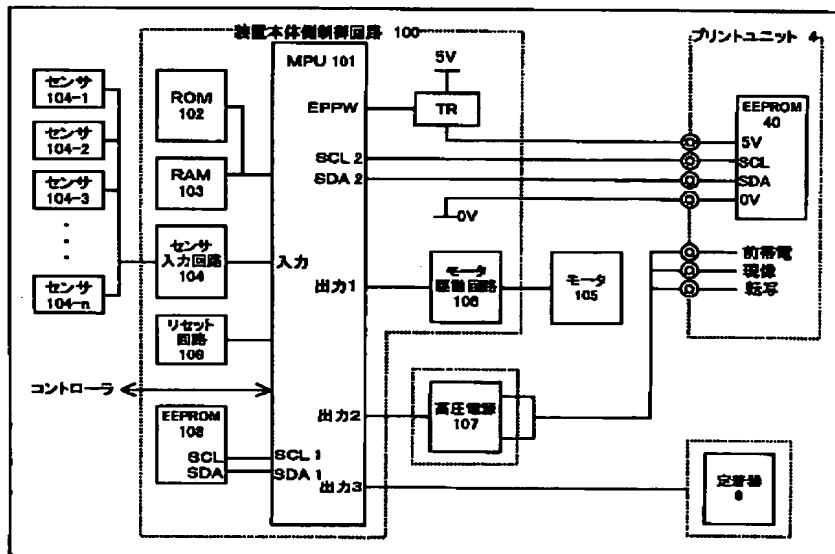 装置本体側制御回路 100
プリントユニット 4
センサ
104-1
センサ
104-2
センサ
104-3
センサ
104-n
ROM
102
RAM
103
センサ
入力回路
104
リセット
回路
109
コントローラ
EEPROM
108
SCL
SDA
MPU 101
EPPW
SCL 2
SDA 2
入力
出力1
出力2
SCL 1
SDA 1
出力3
5V
TR
0V
モータ
駆動回路
106
モータ
105
高圧電源
107
EEPROM
40
5V
SCL
SDA
0V
前帯電
現像
転写
定着器